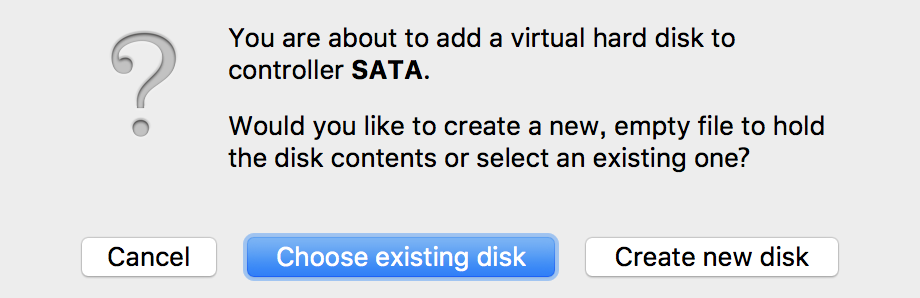 You are about to add a virtual hard disk to
controller SATA.
Would you like to create a new, empty file to hold
the disk contents or select an existing one?
Cancel
Choose existing disk
Create new disk